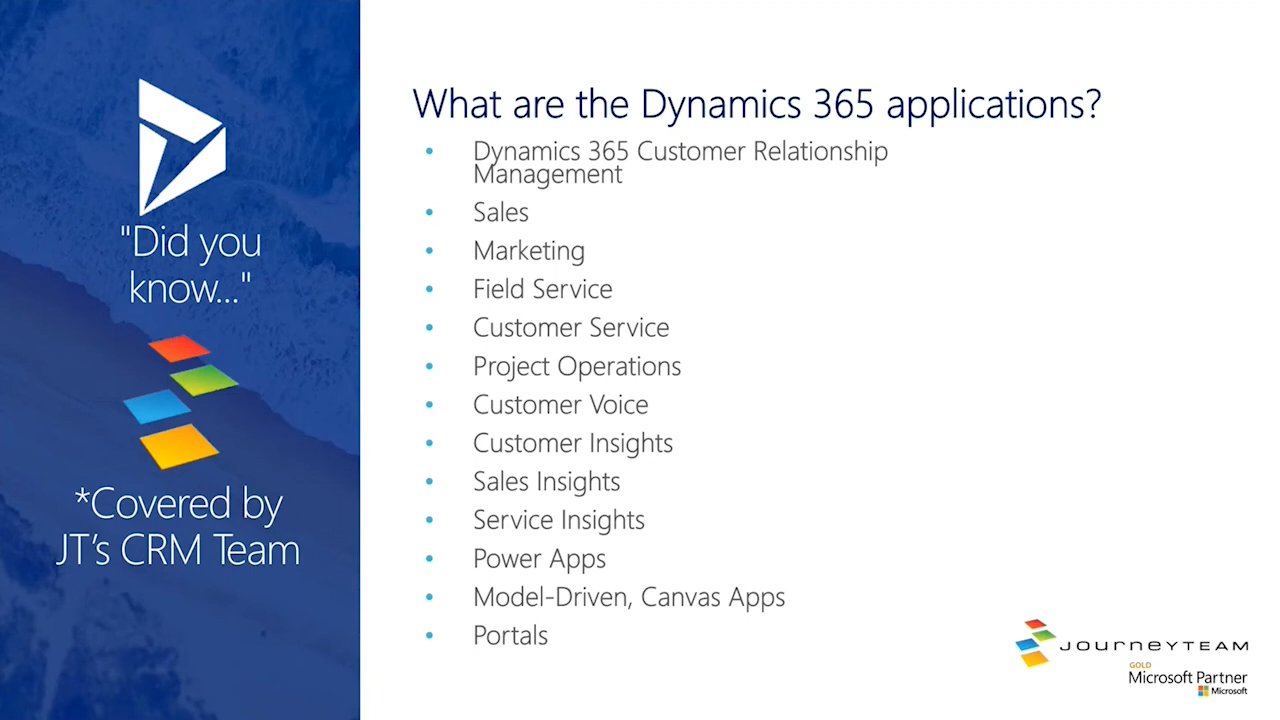 "Did you
know..."
*Covered by
JT's CRM Team
What are the Dynamics 365 applications?
• Dynamics 365 Customer Relationship
Management
• Sales
• Marketing
• Field Service
• Customer Service
• Project Operations
• Customer Voice
• Customer Insights
• Sales Insights
• Service Insights
• Power Apps
• Model-Driven, Canvas Apps
• Portals
JOURNEYTEAM
GOLD
Microsoft Partner
Microsoft